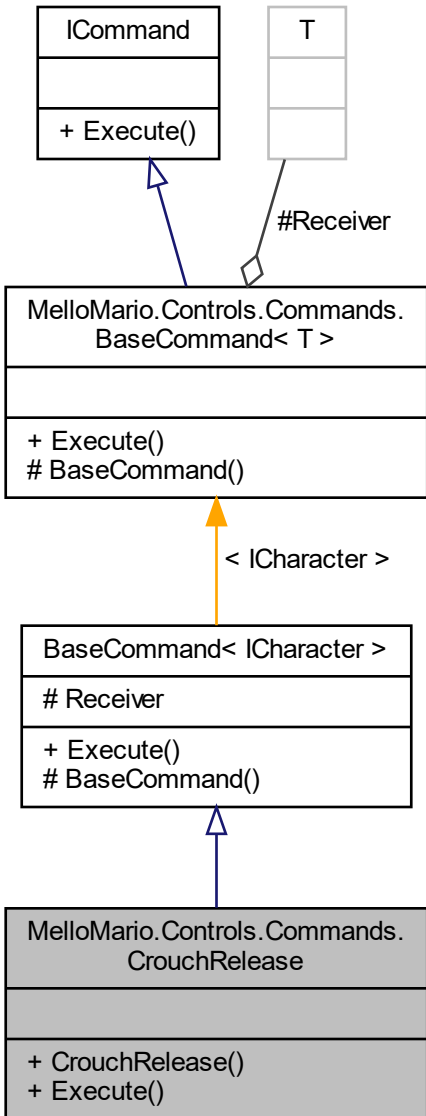 ICommand
+ Execute()
T
#Receiver
MelloMario.Controls.Commands.
BaseCommand< T >
+ Execute()
# BaseCommand()
< ICharacter >
BaseCommand< ICharacter >
# Receiver
+ Execute()
# BaseCommand()
MelloMario.Controls.Commands.
CrouchRelease
+ CrouchRelease()
+ Execute()